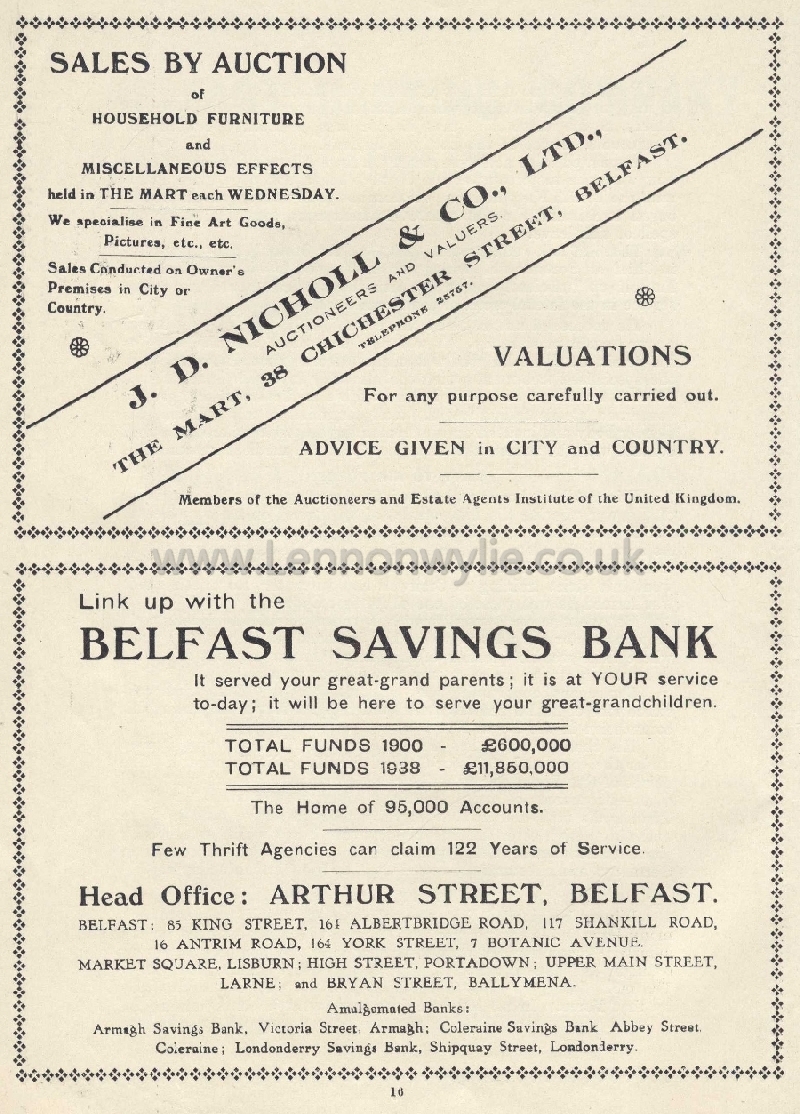 SALES BY AUCTION
of
HOUSEHOLD FURNITURE
and
MISCELLANEOUS EFFECTS
held in THE MART each WEDNESDAY.
We specialise in Fine Art Goods,
Pictures, etc., etc.
Sales Conducted on Owner's
Premises in City or
Country.
J. D. NICHOLL & CO., LTD.,
AUCTIONEERS AND VALUERS.
THE MART, 38 CHICHESTER STREET, BELFAST.
TELEPHONE 25757.
VALUATIONS
For any purpose carefully carried out.
ADVICE GIVEN in CITY and COUNTRY.
Members of the Auctioneers and Estate Agents Institute of the United Kingdom.
www.Lennonwylie.co.uk
Link up with the
BELFAST SAVINGS BANK
It served your great-grand parents; it is at YOUR service
to-day; it will be here to serve your great-grandchildren.
TOTAL FUNDS 1900 - £600,000
TOTAL FUNDS 1938 - £11,850,000
The Home of 95,000 Accounts.
Few Thrift Agencies can claim 122 Years of Service.
Head Office: ARTHUR STREET, BELFAST.
BELFAST: 85 KING STREET, 161 ALBERTBRIDGE ROAD, 117 SHANKILL ROAD,
16 ANTRIM ROAD, 164 YORK STREET, 7 BOTANIC AVENUE.
MARKET SQUARE, LISBURN; HIGH STREET, PORTADOWN; UPPER MAIN STREET,
LARNE; and BRYAN STREET, BALLYMENA.
Amalgamated Banks:
Armagh Savings Bank, Victoria Street, Armagh; Coleraine Savings Bank Abbey Street,
Coleraine; Londonderry Savings Bank, Shipquay Street, Londonderry.
16